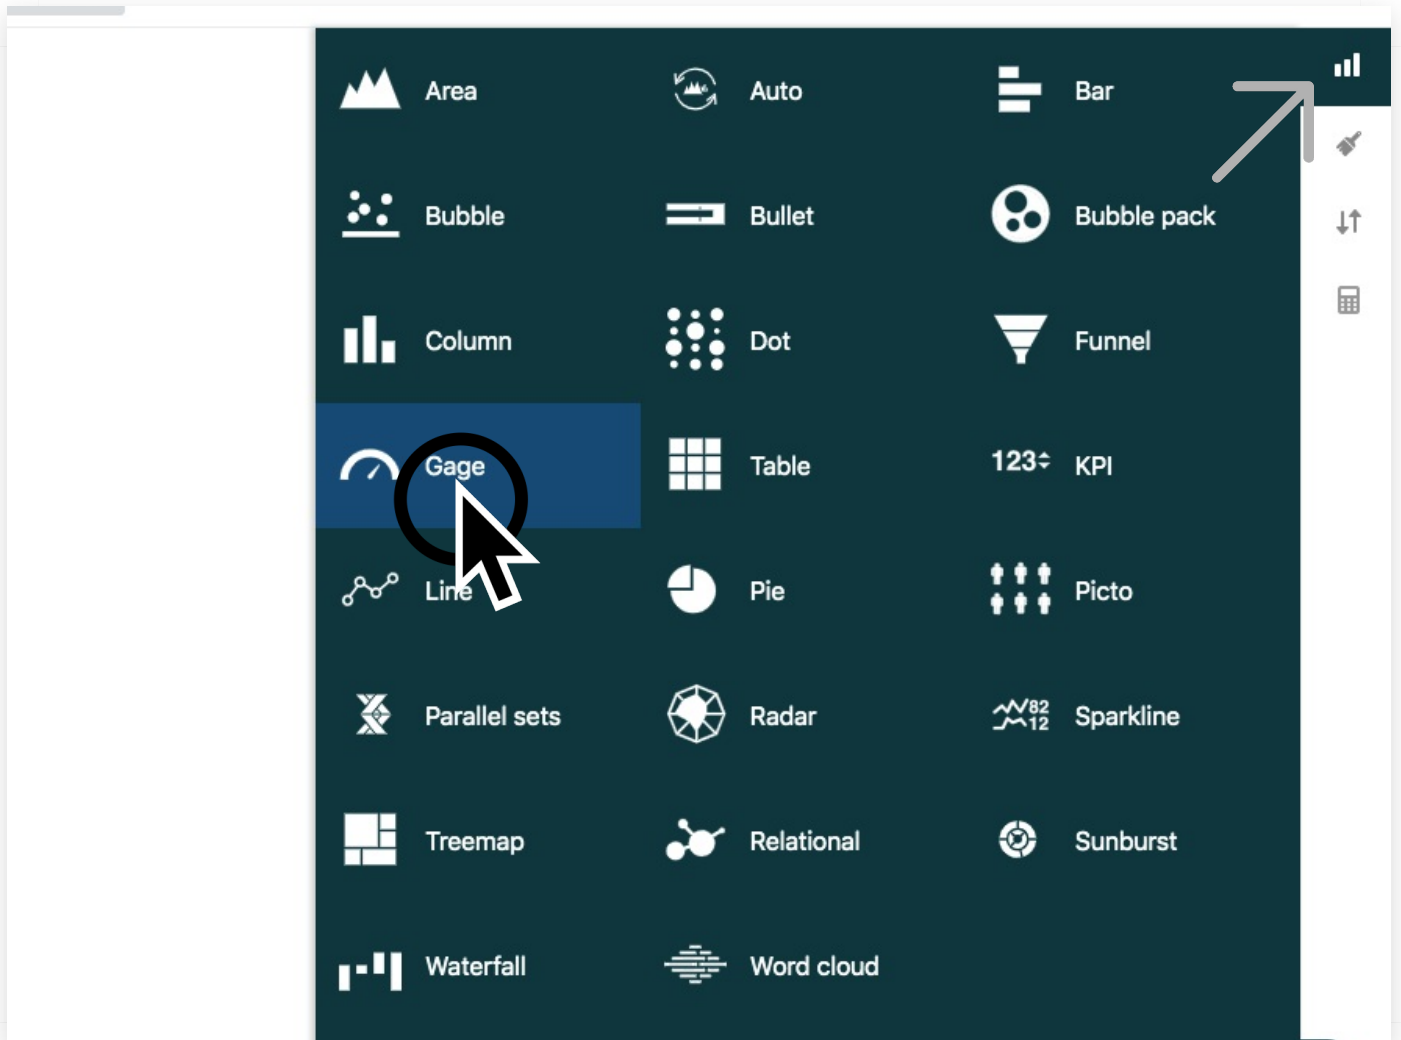 Area
Auto
Bar
Bubble
Bullet
Bubble pack
Column
Dot
Funnel
Gage
Table
123
KPI
Line
Pie
Picto
Parallel sets
Radar
82
12
Sparkline
Treemap
Relational
Sunburst
Waterfall
Word cloud